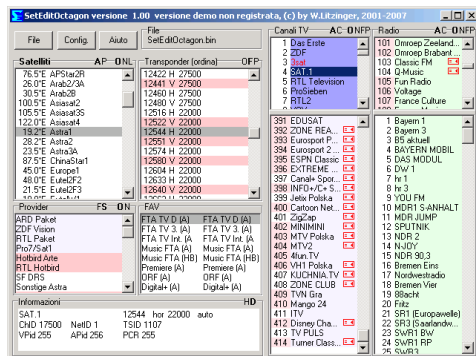 SetEditOctagon versione 1.00 versione demo non registrata, (c) by W.Litzinger, 2001-2007
File
Config.
Aiuto
File
SetEditOctagon.bin
Satelliti AP ONL
76.5°E APStar2R
26.0°E Arab2/3A
30.5°E Arab2B
100.5°E Asiasat2
105.5°E Asiasat3S
122.0°E Asiasat4
19.2°E Astra1
28.2°E Astra2
23.5°E Astra3A
87.5°E ChinaStar1
45.0°E Europe1
48.0°E EuteL2F2
21.5°E Eutel2F3
Transponder (ordina) OFP
12422 H 27500
12441 V 27500
12460 H 27500
12480 V 27500
12516 H 22000
12522 V 22000
12544 H 22000
12551 V 22000
12574 H 22000
12580 V 22000
12604 H 22000
12633 H 22000
12640 V 22000
Provider FS ON
ARD Paket
ZDF Vision
RTL Paket
Pro7/Sat1
Hotbird Arte
RTL Hotbird
SF DRS
Sonstige Astra
FAV
FTA TV D (A) FTA TV D (A)
FTA TV 3. (A) FTA TV 3. (A)
FTA TV Int. (A FTA TV Int. (A
Music FTA (A) Music FTA (A)
Music FTA (HB) Music FTA (HB)
Premiere (A) Premiere (A)
ORF (A) ORF (A)
Digital+ (A) Digital+ (A)
Informazioni HD
SAT.1 12544 hor 22000 auto
CND 17500 NetID 1 TSID 1107
VPid 255 APid 256 PCR 255
Canali TV AC ONFP
1 Das Erste
2 ZDF
3 3sat
4 SAT.1
5 RTL Television
6 ProSieben
7 RTL2
391 EDUSAT
392 ZONE REA...
393 Eurosport P...
394 Eurosport 2...
395 ESPN Classic
396 EXTREME ...
397 Canal+ Spor...
398 INFO+/C+ S...
399 Jetix Polska
400 Cartoon Net...
401 ZigZap
402 MINIMINI
403 MTV Polska
404 MTV2
405 4fun.TV
406 VH1 Polska
407 KUCHNIA.TV
408 ZONE CLUB
409 TVN Gra
410 Mango 24
411 ITV
412 Disney Cha...
413 TV PULS
414 Turner Class...
Radio AC ONFP
101 Omroep Zeeland...
102 Omroep Brabant...
103 Classic FM
104 Q-Music
105 Fun Radio
106 Voltage
107 France Culture
1 Bayern 1
2 Bayern 3
3 B5 aktuell
4 BAYERN MOBIL
5 DAS MODUL
6 DW 1
7 hr 1
8 hr 3
9 YOU FM
10 MDR1 S-ANHALT
11 MDR JUMP
12 SPUTNIK
13 NDR 2
14 N-JOY
15 NDR 90,3
16 Bremen Eins
17 Nordwestradio
18 Bremen Vier
19 88acht
20 Fritz
21 SR1 (Europawelle)
22 SR3 (Saarlandw...
23 SWR1 BW
24 SWR1 RP
25 SWR3